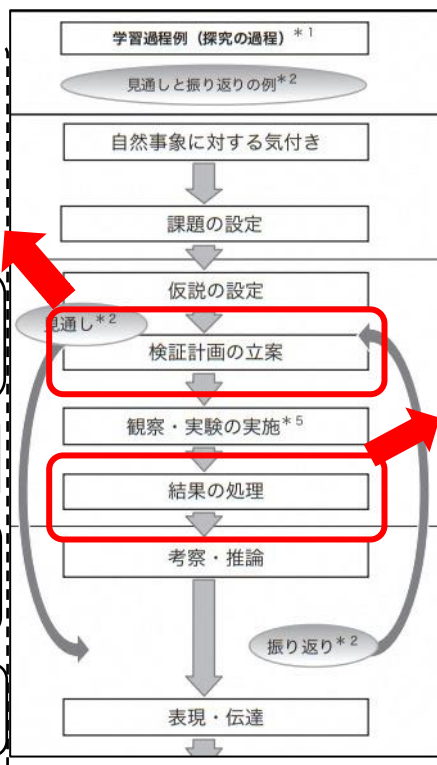 学習過程例（探究の過程）*1
見通しと振り返りの例*2
自然事象に対する気付き
課題の設定
仮説の設定
見通し*2
検証計画の立案
観察・実験の実施*5
結果の処理
考察・推論
振り返り*2
表現・伝達